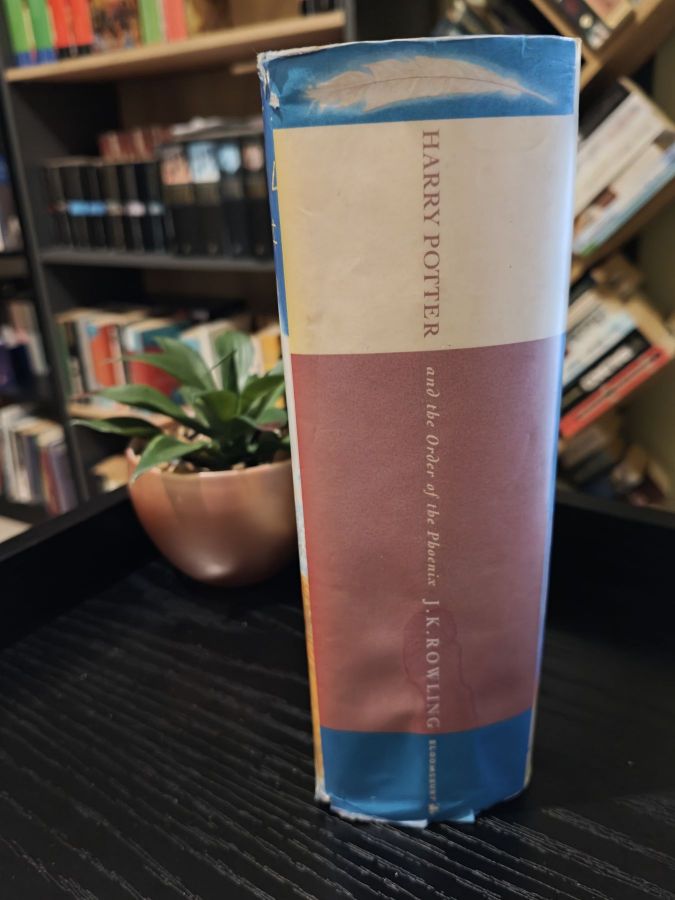 HARRY POTTER
and the Order of the Phoenix
J.K.ROWLING
BLOOMSBURY